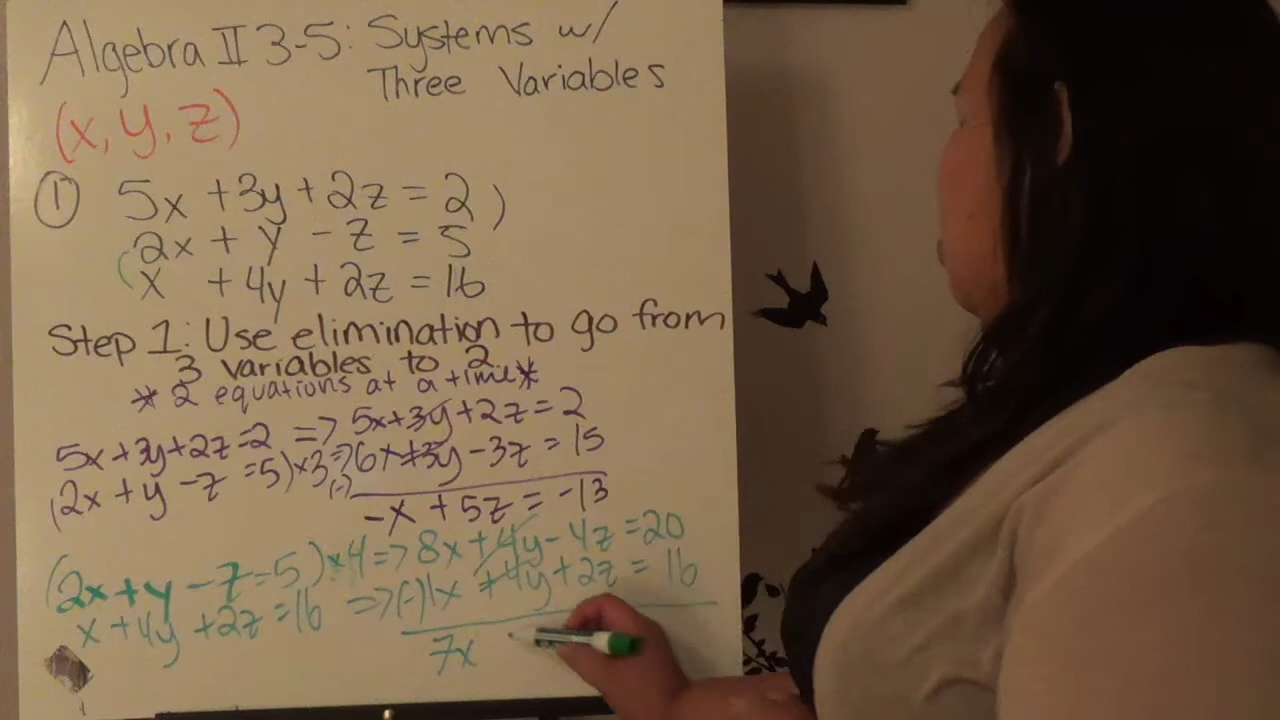 Algebra II 3-5: Systems w/
Three Variables
(x, y, z)
① 5x + 3y + 2z = 2)
2x + y - z = 5
(x + 4y + 2z = 16
Step 1: Use elimination to go from
3 variables to 2
* 2 equations at a time *
5x+3y+2z=2 => 5x+3y+2z=2
(2x+y-z=5)×3=>6x+3y-3z=15
(-)
-x+5z=-13
(2x+y-z=5)×4=>8x+4y-4z=20
x+4y+2z=16 =>(-)1x+4y+2z=16
7x